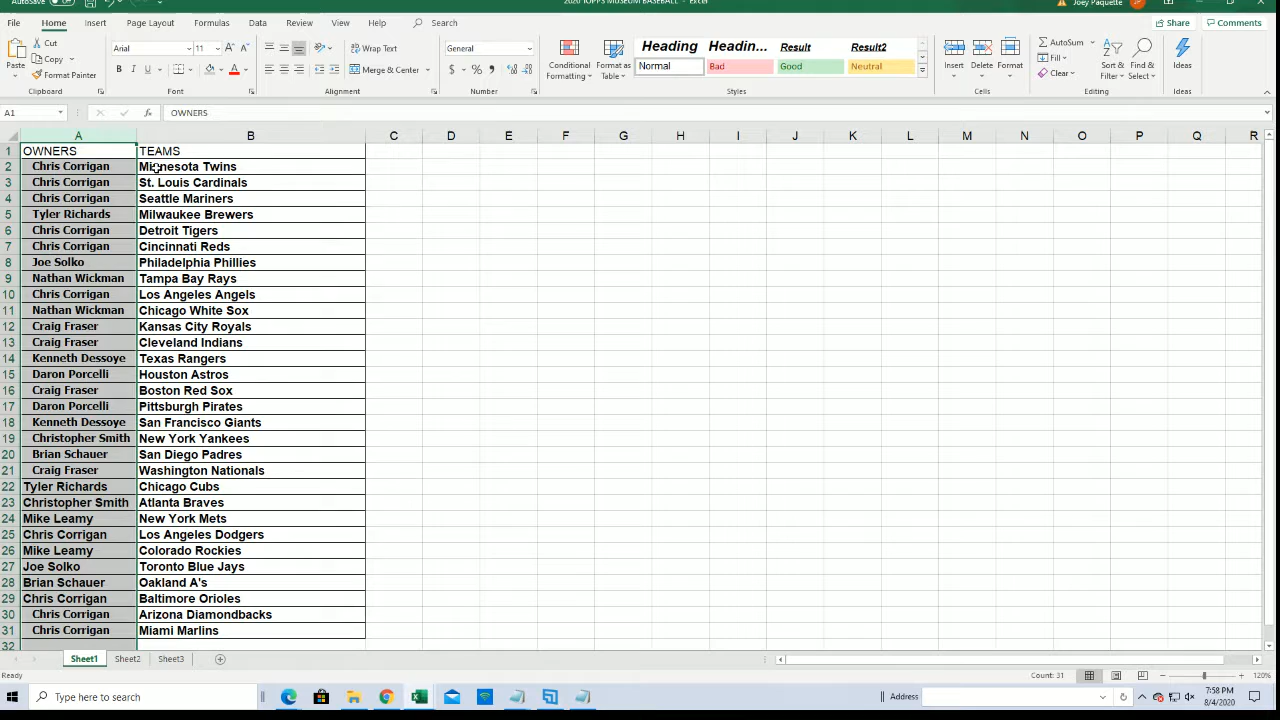 AutoSave
2020 TOPPS MUSEUM BASEBALL - Excel
Joey Paquette
File Home Insert Page Layout Formulas Data Review View Help Search Share Comments
Paste Cut Copy Format Painter Clipboard
Arial 11 B I U A Font
Wrap Text Merge & Center Alignment
General $ % , Number
Conditional Formatting Format as Table
Heading Headin... Result Result2
Normal Bad Good Neutral
Styles
Insert Delete Format Cells
AutoSum Fill Clear Sort & Filter Find & Select Editing
Ideas Ideas
A1 fx OWNERS
A B C D E F G H I J K L M N O P Q R
1 OWNERS TEAMS
2 Chris Corrigan Minnesota Twins
3 Chris Corrigan St. Louis Cardinals
4 Chris Corrigan Seattle Mariners
5 Tyler Richards Milwaukee Brewers
6 Chris Corrigan Detroit Tigers
7 Chris Corrigan Cincinnati Reds
8 Joe Solko Philadelphia Phillies
9 Nathan Wickman Tampa Bay Rays
10 Chris Corrigan Los Angeles Angels
11 Nathan Wickman Chicago White Sox
12 Craig Fraser Kansas City Royals
13 Craig Fraser Cleveland Indians
14 Kenneth Dessoye Texas Rangers
15 Daron Porcelli Houston Astros
16 Craig Fraser Boston Red Sox
17 Daron Porcelli Pittsburgh Pirates
18 Kenneth Dessoye San Francisco Giants
19 Christopher Smith New York Yankees
20 Brian Schauer San Diego Padres
21 Craig Fraser Washington Nationals
22 Tyler Richards Chicago Cubs
23 Christopher Smith Atlanta Braves
24 Mike Leamy New York Mets
25 Chris Corrigan Los Angeles Dodgers
26 Mike Leamy Colorado Rockies
27 Joe Solko Toronto Blue Jays
28 Brian Schauer Oakland A's
29 Chris Corrigan Baltimore Orioles
30 Chris Corrigan Arizona Diamondbacks
31 Chris Corrigan Miami Marlins
32
Sheet1 Sheet2 Sheet3
Ready Count: 31 120%
Type here to search Address 7:58 PM
8/4/2020